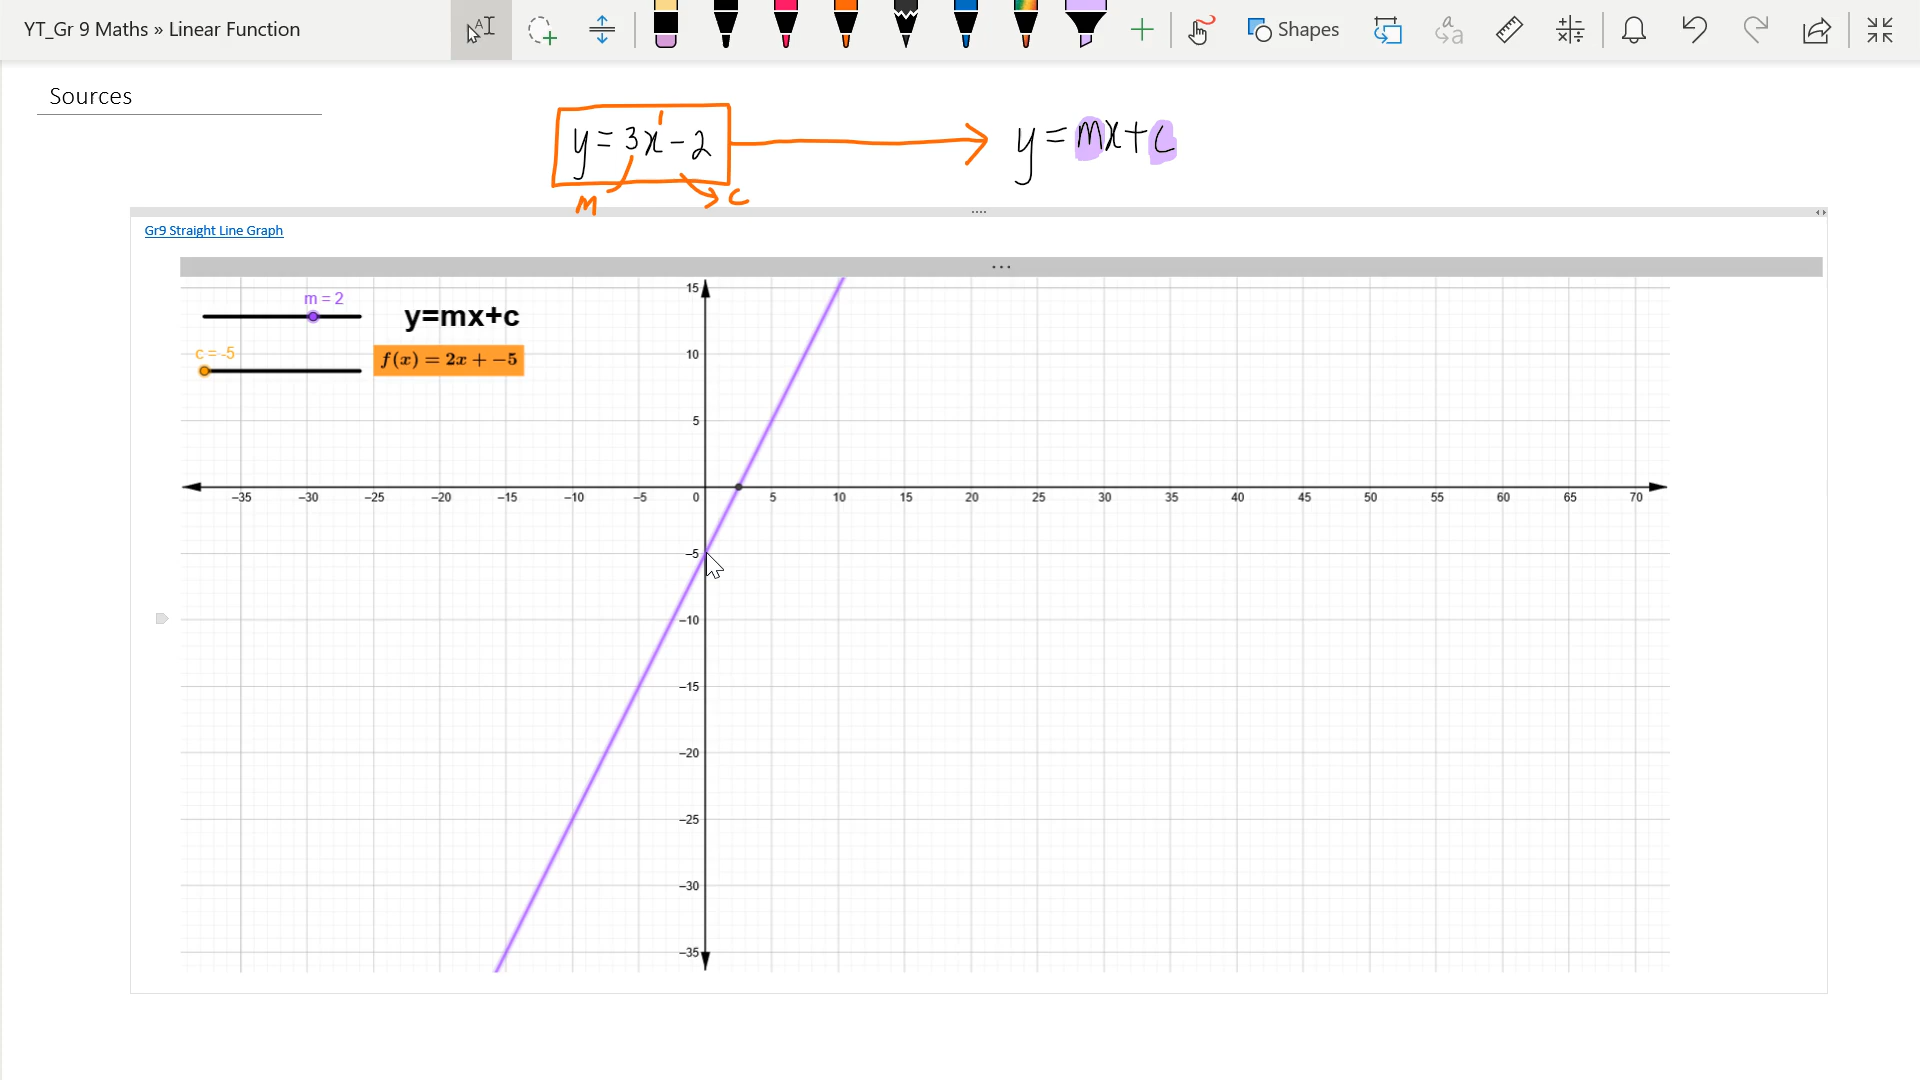 YT_Gr 9 Maths » Linear Function
Shapes
Sources
y = 3x¹ - 2
y = mx + c
m
c
Gr9 Straight Line Graph
m = 2
y=mx+c
c = -5
f(x) = 2x + −5
15
10
5
−35 −30 −25 −20 −15 −10 −5 0 5 10 15 20 25 30 35 40 45 50 55 60 65 70
−5
−10
−15
−20
−25
−30
−35